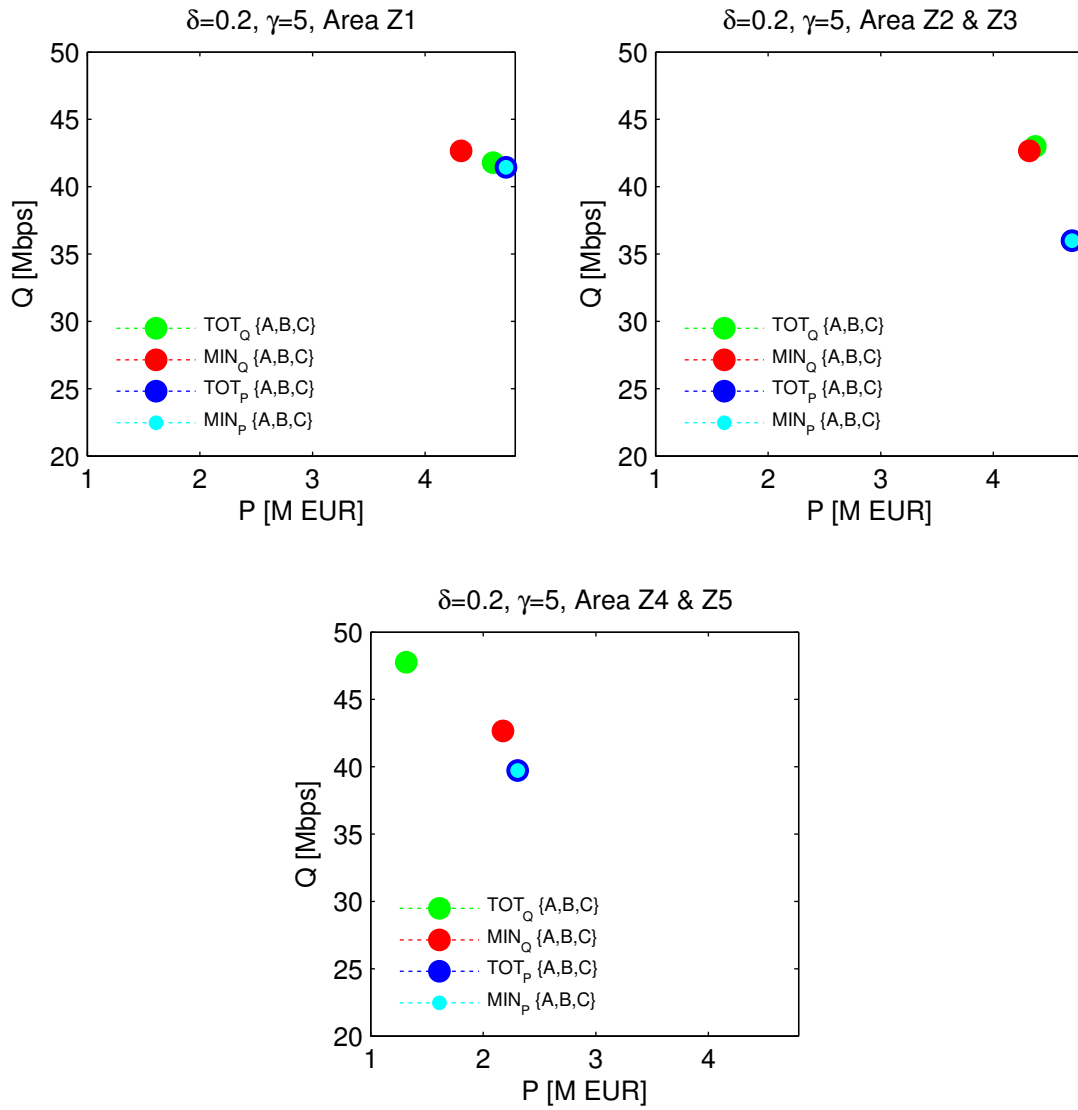 δ=0.2, γ=5, Area Z1
50
45
40
35
30
25
20
Q [Mbps]
TOT_Q {A,B,C}
MIN_Q {A,B,C}
TOT_P {A,B,C}
MIN_P {A,B,C}
1 2 3 4
P [M EUR]
δ=0.2, γ=5, Area Z2 & Z3
50
45
40
35
30
25
20
Q [Mbps]
TOT_Q {A,B,C}
MIN_Q {A,B,C}
TOT_P {A,B,C}
MIN_P {A,B,C}
1 2 3 4
P [M EUR]
δ=0.2, γ=5, Area Z4 & Z5
50
45
40
35
30
25
20
Q [Mbps]
TOT_Q {A,B,C}
MIN_Q {A,B,C}
TOT_P {A,B,C}
MIN_P {A,B,C}
1 2 3 4
P [M EUR]